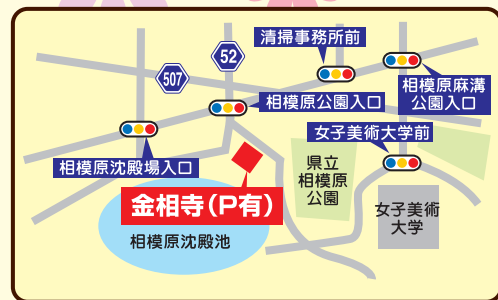 清掃事務所前
52
507
相模原麻溝
公園入口
相模原公園入口
女子美術大学前
相模原沈殿場入口
県立
相模原
公園
金相寺（P有）
女子美術
大学
相模原沈殿池